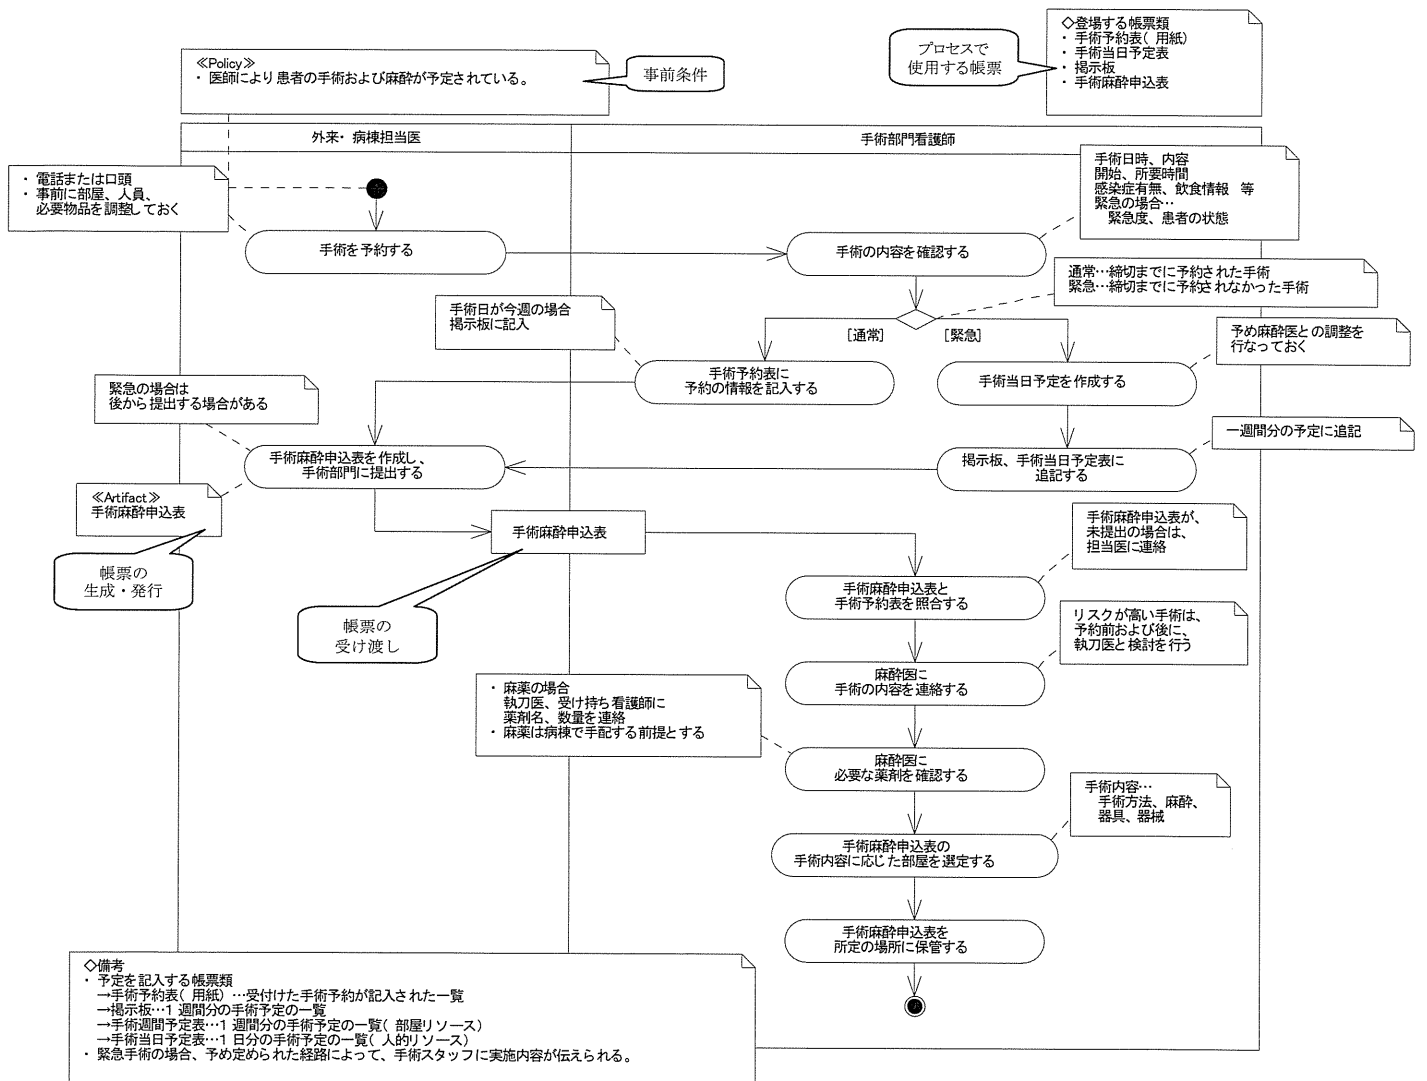 ◇登場する帳票類
・ 手術予約表( 用紙)
・ 手術当日予定表
・ 掲示板
・ 手術麻酔申込表
プロセスで
使用する帳票
≪Policy≫
・ 医師により患者の手術および麻酔が予定されている。
事前条件
外来・ 病棟担当医
手術部門看護師
・ 電話または口頭
・ 事前に部屋、人員、
必要物品を調整しておく
手術日時、内容
開始、所要時間
感染症有無、飲食情報 等
緊急の場合…
緊急度、患者の状態
手術を予約する
手術の内容を確認する
通常…締切までに予約された手術
緊急…締切までに予約されなかった手術
手術日が今週の場合
掲示板に記入
[通常]
[緊急]
予め麻酔医との調整を
行なっておく
手術予約表に
予約の情報を記入する
手術当日予定を作成する
緊急の場合は
後から提出する場合がある
一週間分の予定に追記
手術麻酔申込表を作成し、
手術部門に提出する
掲示板、手術当日予定表に
追記する
≪Artifact≫
手術麻酔申込表
手術麻酔申込表
手術麻酔申込表が、
未提出の場合は、
担当医に連絡
帳票の
生成・発行
手術麻酔申込表と
手術予約表を照合する
帳票の
受け渡し
リスクが高い手術は、
予約前および後に、
執刀医と検討を行う
麻酔医に
手術の内容を連絡する
・ 麻薬の場合
執刀医、受け持ち看護師に
薬剤名、数量を連絡
・ 麻薬は病棟で手配する前提とする
麻酔医に
必要な薬剤を確認する
手術内容…
手術方法、麻酔、
器具、器械
手術麻酔申込表の
手術内容に応じた部屋を選定する
手術麻酔申込表を
所定の場所に保管する
◇備考
・ 予定を記入する帳票類
→手術予約表( 用紙) …受付けた手術予約が記入された一覧
→掲示板…1 週間分の手術予定の一覧
→手術週間予定表…1 週間分の手術予定の一覧( 部屋リソース)
→手術当日予定表…1 日分の手術予定の一覧( 人的リソース)
・ 緊急手術の場合、予め定められた経路によって、手術スタッフに実施内容が伝えられる。